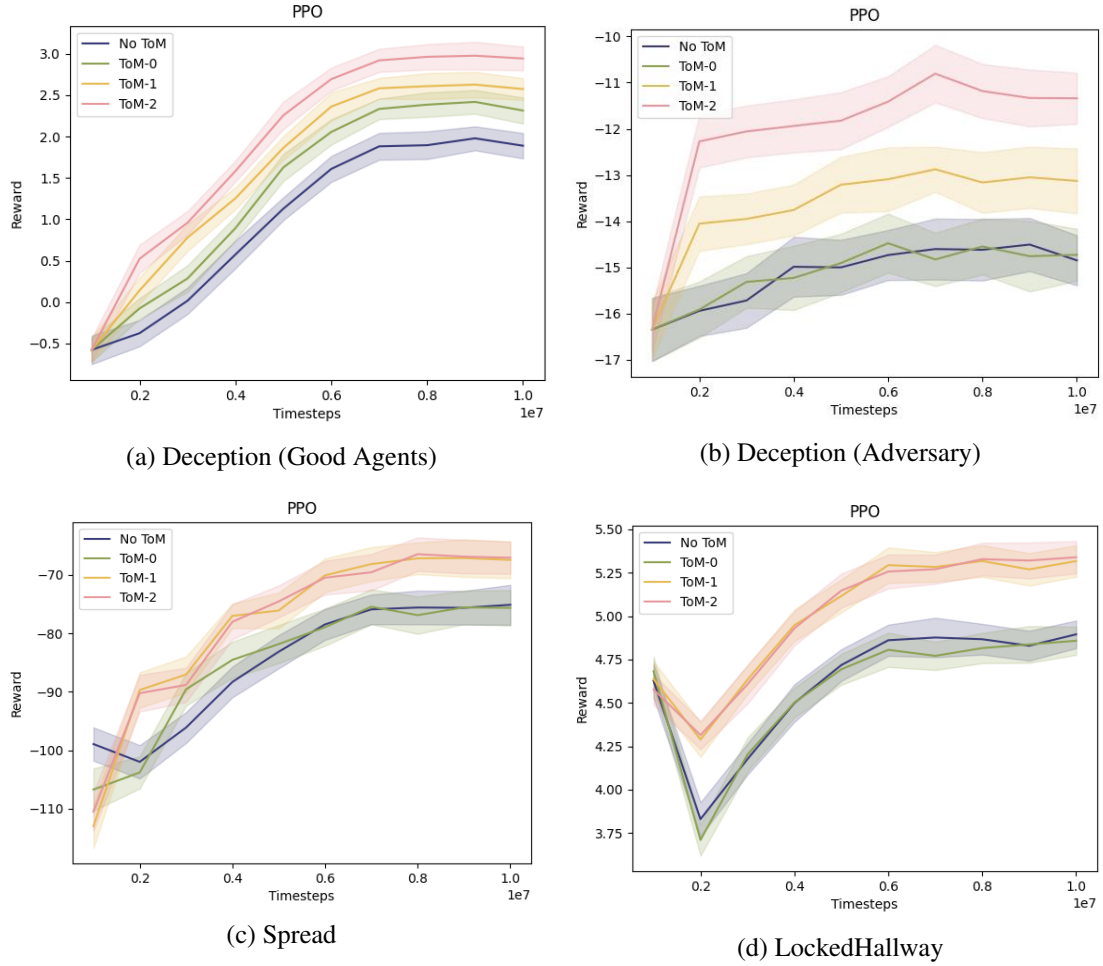 PPO
No ToM
ToM-0
ToM-1
ToM-2
3.0
2.5
2.0
1.5
1.0
0.5
0.0
−0.5
Reward
0.2
0.4
0.6
0.8
1.0
1e7
Timesteps
(a) Deception (Good Agents)
PPO
No ToM
ToM-0
ToM-1
ToM-2
−10
−11
−12
−13
−14
−15
−16
−17
Reward
0.2
0.4
0.6
0.8
1.0
1e7
Timesteps
(b) Deception (Adversary)
PPO
No ToM
ToM-0
ToM-1
ToM-2
−70
−80
−90
−100
−110
Reward
0.2
0.4
0.6
0.8
1.0
1e7
Timesteps
(c) Spread
PPO
No ToM
ToM-0
ToM-1
ToM-2
5.50
5.25
5.00
4.75
4.50
4.25
4.00
3.75
Reward
0.2
0.4
0.6
0.8
1.0
1e7
Timesteps
(d) LockedHallway